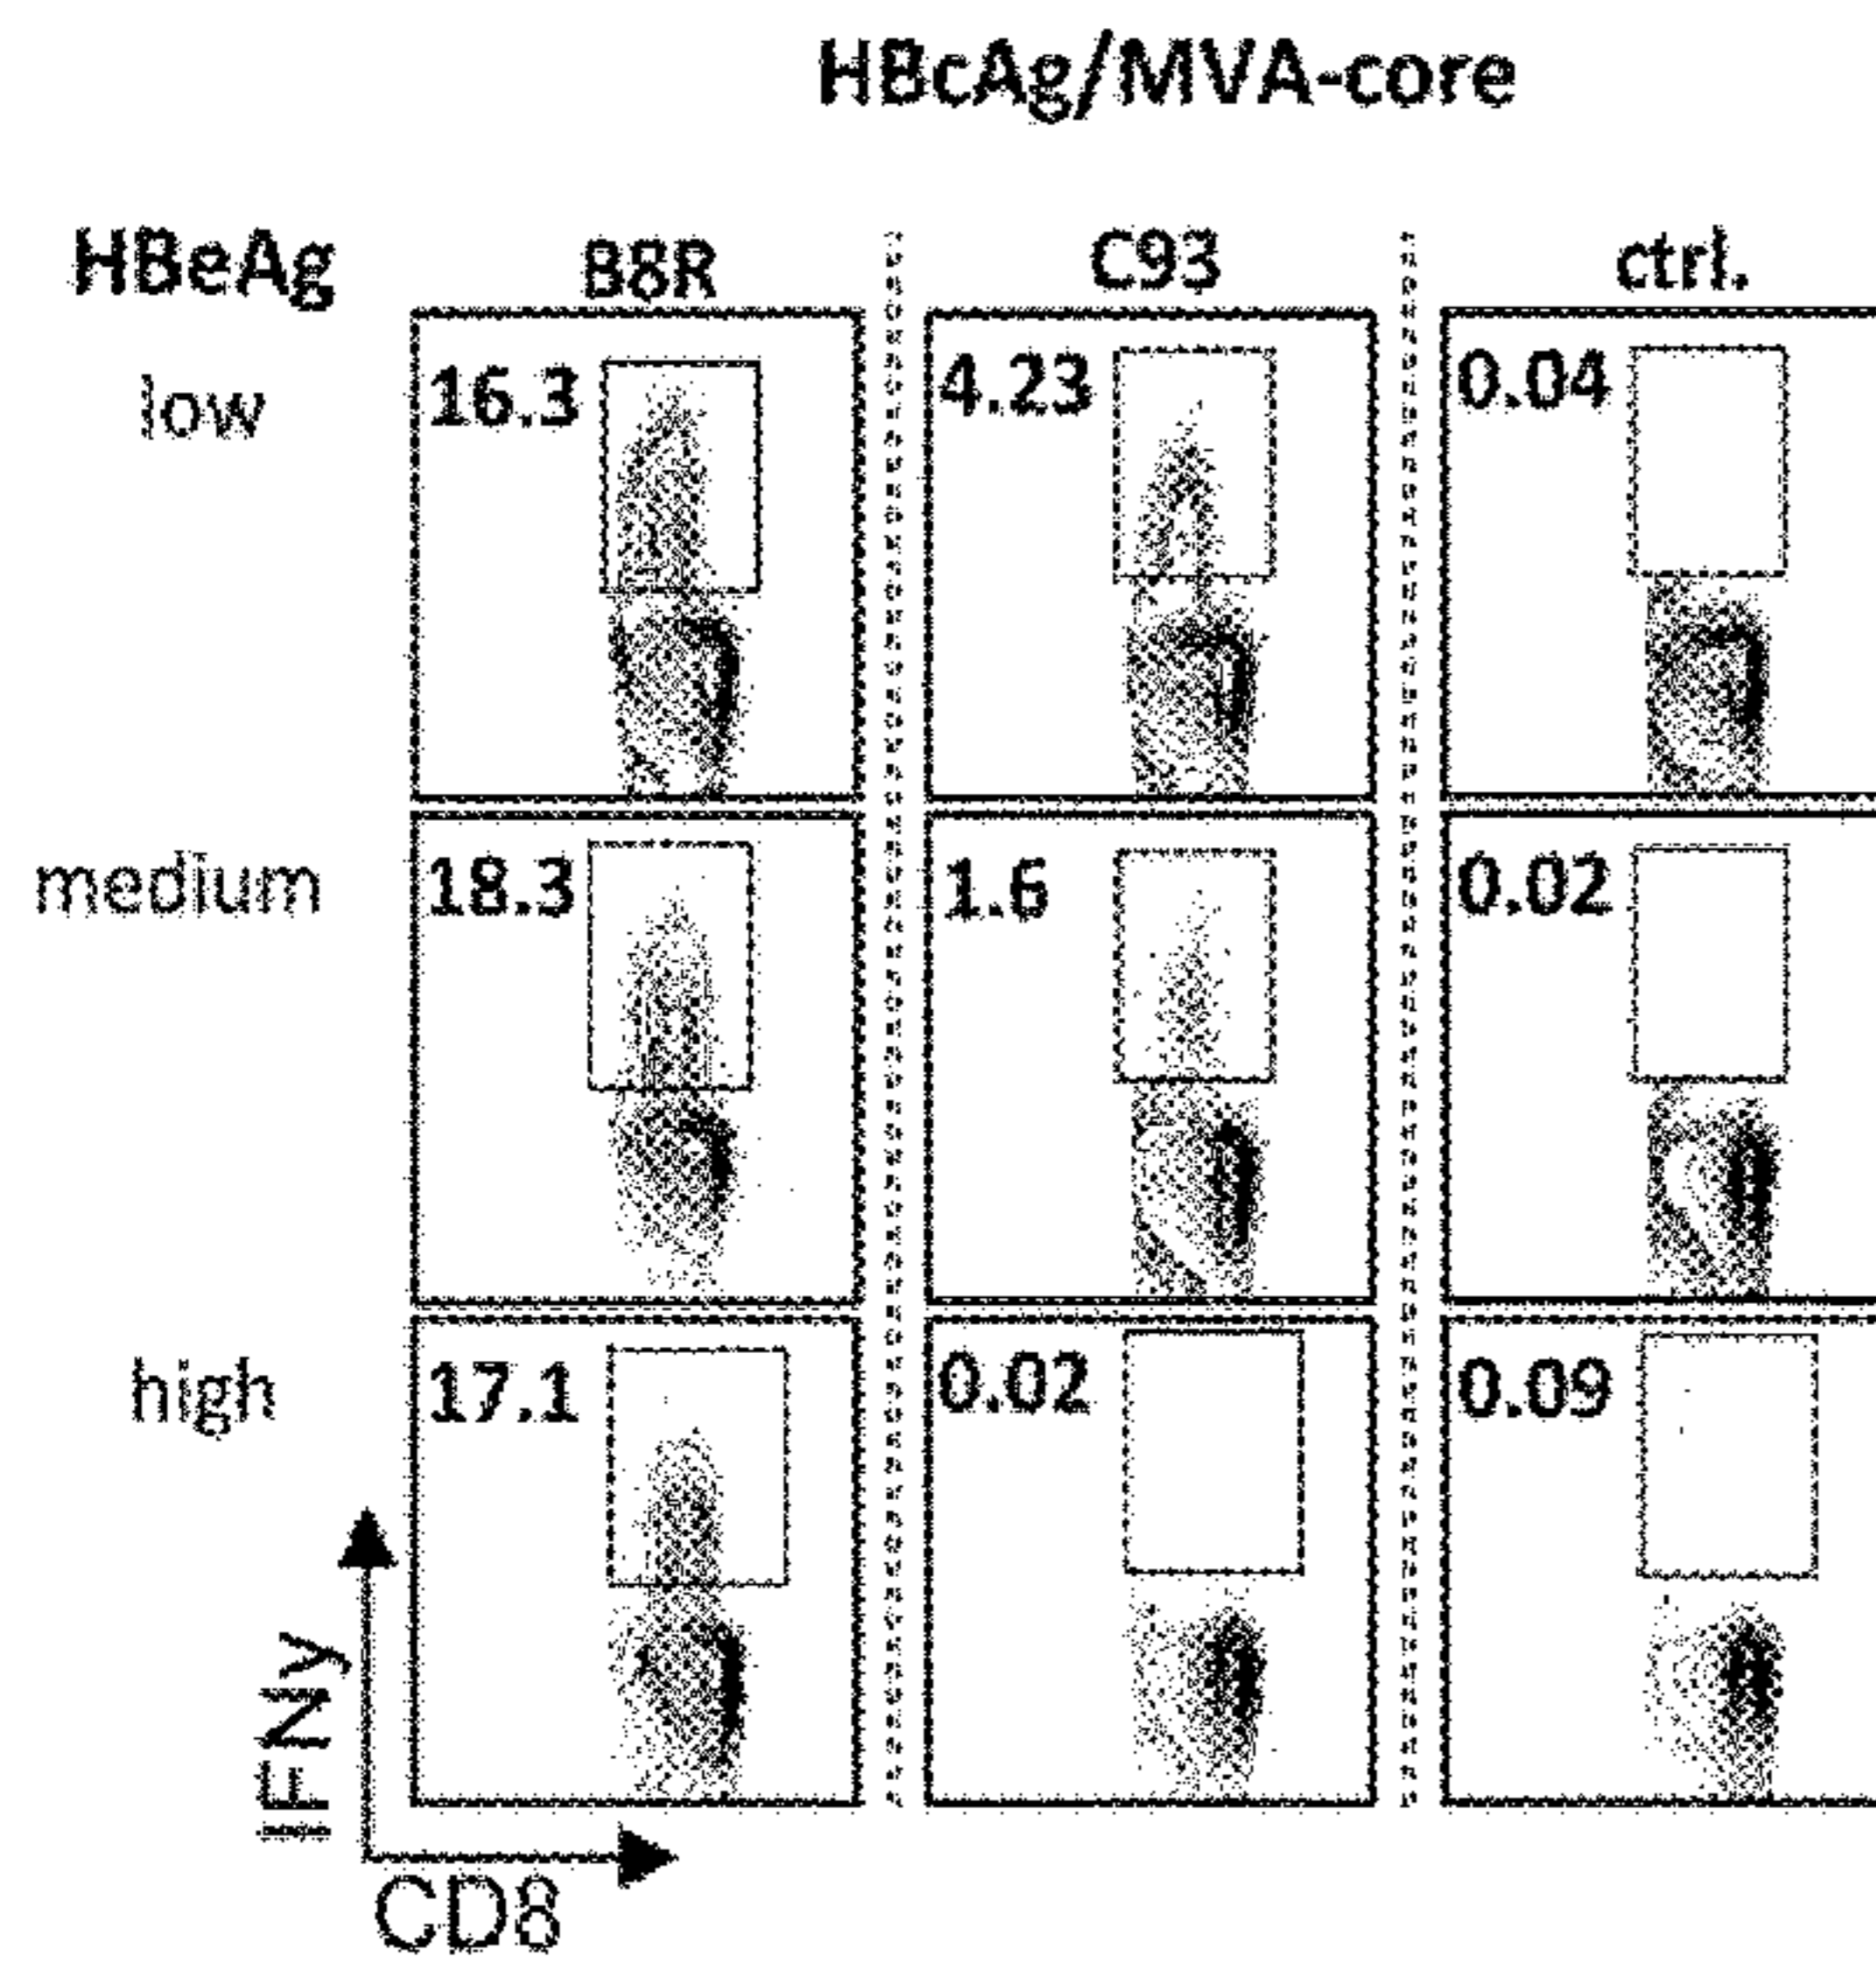 HBcAg/MVA-core
HBeAg B8R C93 ctrl.
low 16.3 4.23 0.04
medium 18.3 1.6 0.02
high 17.1 0.02 0.09
IFNy
CD8